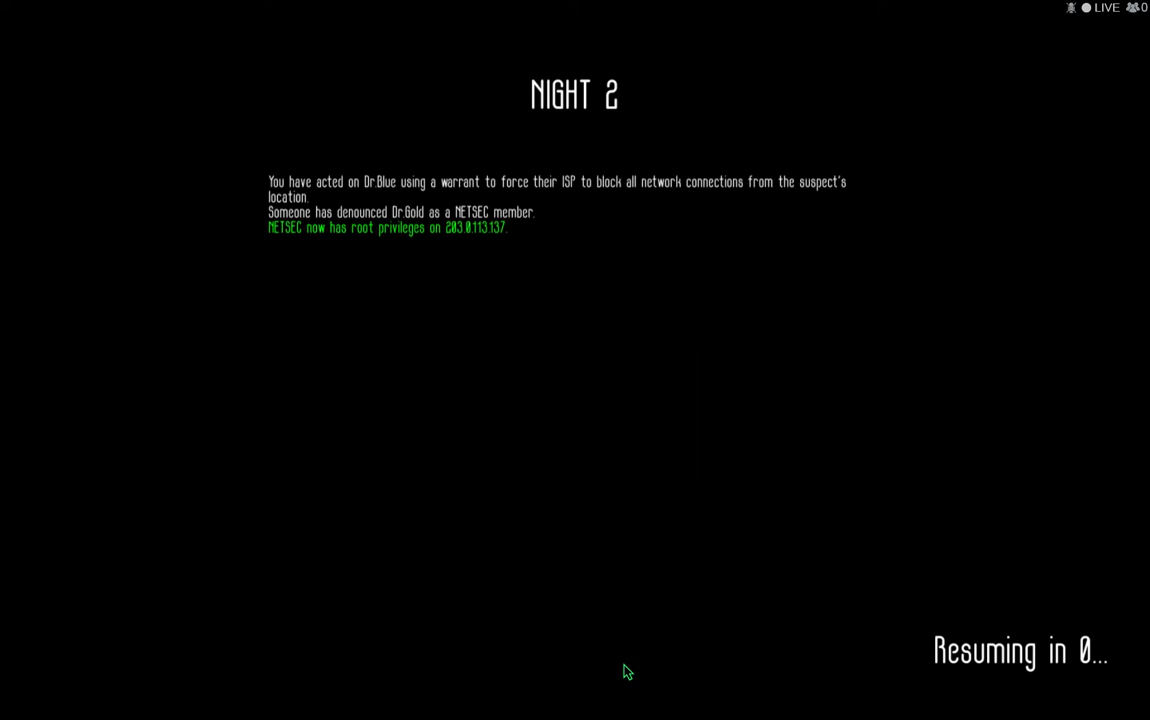 LIVE 0
NIGHT 2
You have acted on Dr.Blue using a warrant to force their ISP to block all network connections from the suspect's
location.
Someone has denounced Dr.Gold as a NETSEC member.
NETSEC now has root privileges on 203.0.113.137.
Resuming in 0...